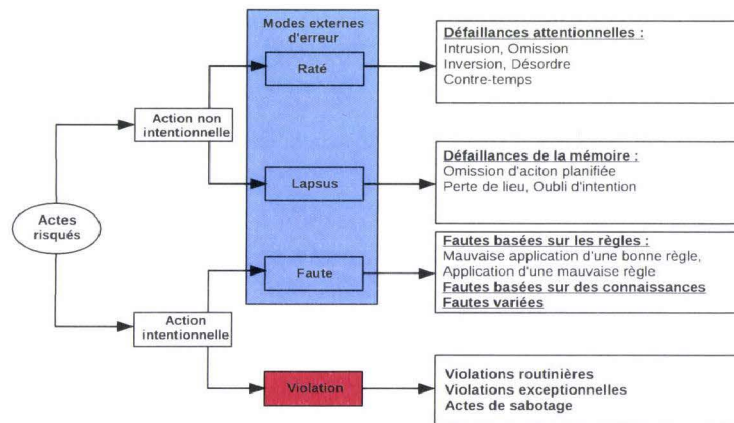 Modes externes
d'erreur
Raté
Défaillances attentionnelles :
Intrusion, Omission
Inversion, Désordre
Contre-temps
Action non
intentionnelle
Lapsus
Défaillances de la mémoire :
Omission d'aciton planifiée
Perte de lieu, Oubli d'intention
Actes
risqués
Faute
Fautes basées sur les règles :
Mauvaise application d'une bonne règle,
Application d'une mauvaise règle
Fautes basées sur des connaissances
Fautes variées
Action
intentionnelle
Violation
Violations routinières
Violations exceptionnelles
Actes de sabotage